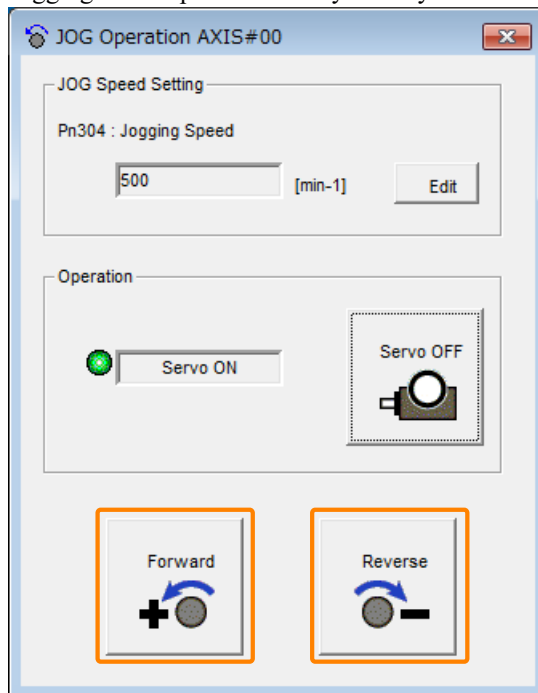 JOG Operation AXIS#00
JOG Speed Setting
Pn304 : Jogging Speed
500 [min-1] Edit
Operation
Servo ON
Servo OFF
Forward Reverse